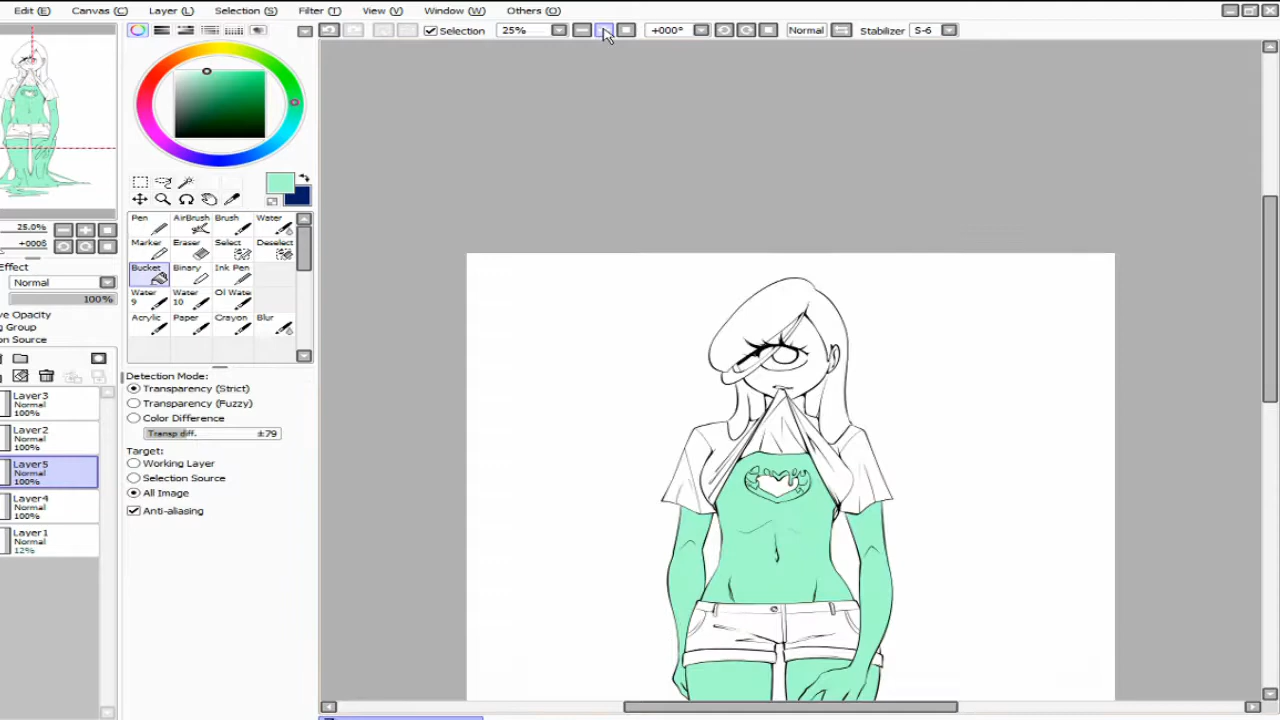 Edit (E) Canvas (C) Layer (L) Selection (S) Filter (T) View (V) Window (W) Others (O)
Selection 25% +000° Normal Stabilizer S-6
25.0%
+000§
Effect
Normal
100%
ve Opacity
g Group
on Source
Layer3
Normal
100%
Layer2
Normal
100%
Layer5
Normal
100%
Layer4
Normal
100%
Layer1
Normal
12%
Pen AirBrush Brush Water
Marker Eraser Select Deselect
Bucket Binary Ink Pen
Water 9 Water 10 Oil Wate
Acrylic Paper Crayon Blur
Detection Mode:
Transparency (Strict)
Transparency (Fuzzy)
Color Difference
Transp diff. ±79
Target:
Working Layer
Selection Source
All Image
Anti-aliasing